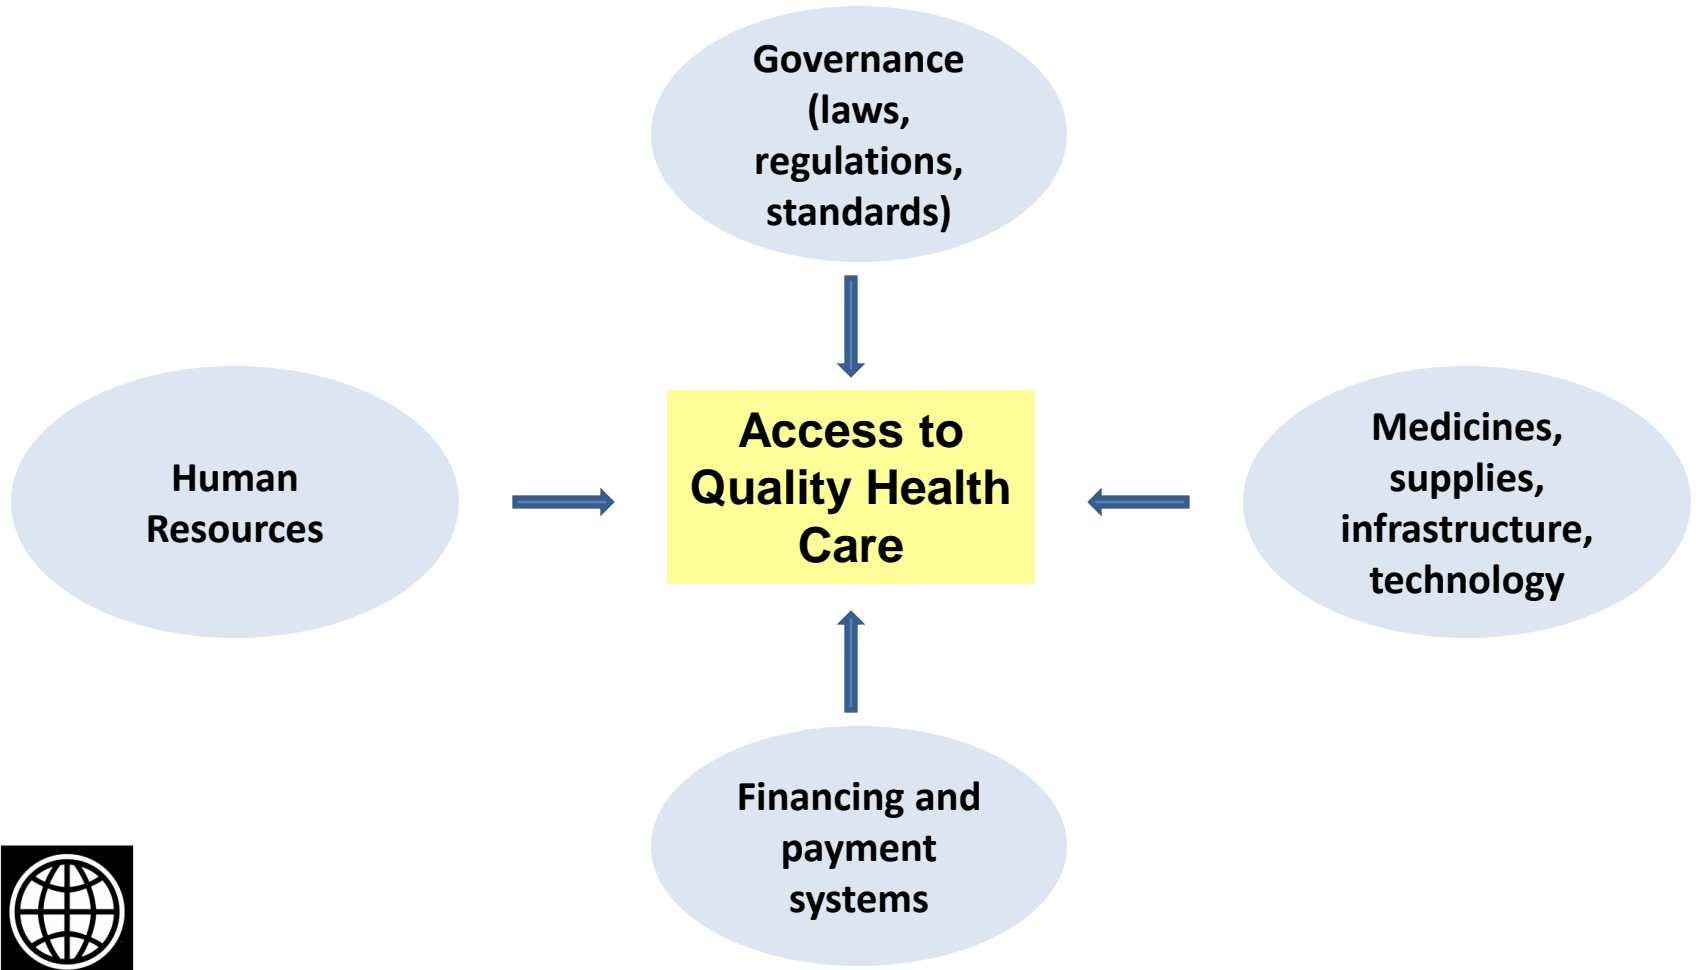 Governance
(laws,
regulations,
standards)
Human
Resources
Access to
Quality Health
Care
Medicines,
supplies,
infrastructure,
technology
Financing and
payment
systems